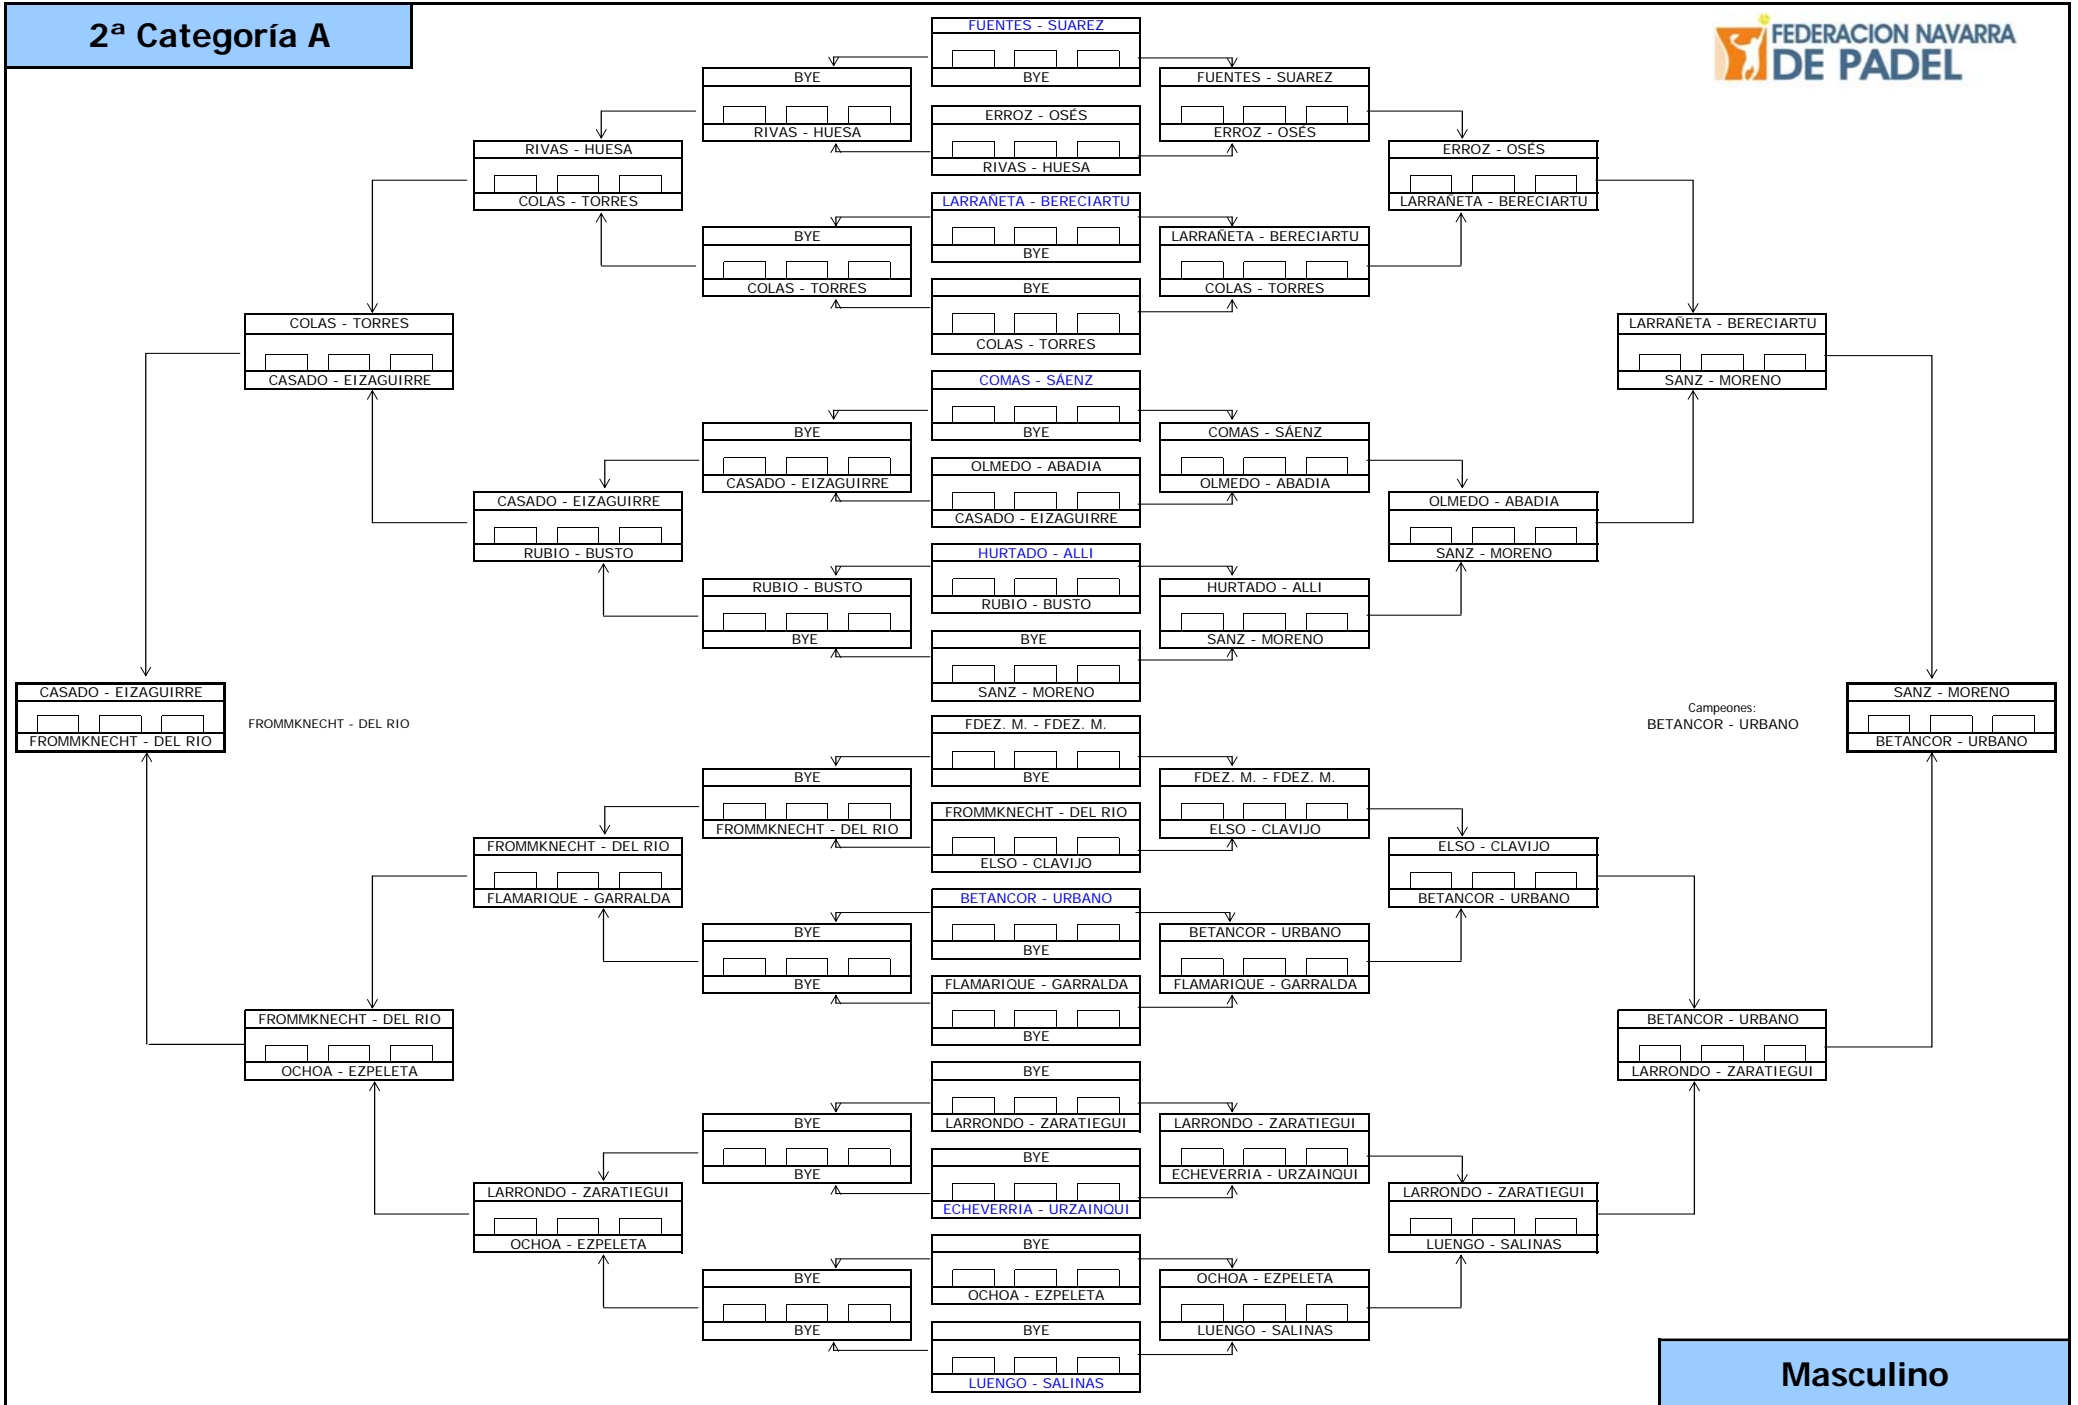 2ª Categoría A
FEDERACION NAVARRA
DE PADEL
FUENTES - SUAREZ
BYE
BYE
RIVAS - HUESA
FUENTES - SUAREZ
ERROZ - OSÉS
ERROZ - OSÉS
RIVAS - HUESA
RIVAS - HUESA
COLAS - TORRES
ERROZ - OSÉS
LARRAÑETA - BERECIARTU
LARRAÑETA - BERECIARTU
BYE
BYE
COLAS - TORRES
LARRAÑETA - BERECIARTU
COLAS - TORRES
BYE
COLAS - TORRES
COLAS - TORRES
CASADO - EIZAGUIRRE
LARRAÑETA - BERECIARTU
SANZ - MORENO
COMAS - SÁENZ
BYE
BYE
CASADO - EIZAGUIRRE
COMAS - SÁENZ
OLMEDO - ABADIA
OLMEDO - ABADIA
CASADO - EIZAGUIRRE
CASADO - EIZAGUIRRE
RUBIO - BUSTO
OLMEDO - ABADIA
SANZ - MORENO
HURTADO - ALLI
RUBIO - BUSTO
RUBIO - BUSTO
BYE
HURTADO - ALLI
SANZ - MORENO
BYE
SANZ - MORENO
CASADO - EIZAGUIRRE
FROMMKNECHT - DEL RIO
FROMMKNECHT - DEL RIO
Campeones:
BETANCOR - URBANO
SANZ - MORENO
BETANCOR - URBANO
FDEZ. M. - FDEZ. M.
BYE
BYE
FROMMKNECHT - DEL RIO
FDEZ. M. - FDEZ. M.
ELSO - CLAVIJO
FROMMKNECHT - DEL RIO
ELSO - CLAVIJO
FROMMKNECHT - DEL RIO
FLAMARIQUE - GARRALDA
ELSO - CLAVIJO
BETANCOR - URBANO
BETANCOR - URBANO
BYE
BYE
BYE
BETANCOR - URBANO
FLAMARIQUE - GARRALDA
FLAMARIQUE - GARRALDA
BYE
FROMMKNECHT - DEL RIO
OCHOA - EZPELETA
BETANCOR - URBANO
LARRONDO - ZARATIEGUI
BYE
LARRONDO - ZARATIEGUI
BYE
BYE
LARRONDO - ZARATIEGUI
ECHEVERRIA - URZAINQUI
BYE
ECHEVERRIA - URZAINQUI
LARRONDO - ZARATIEGUI
OCHOA - EZPELETA
LARRONDO - ZARATIEGUI
LUENGO - SALINAS
BYE
OCHOA - EZPELETA
BYE
BYE
OCHOA - EZPELETA
LUENGO - SALINAS
BYE
LUENGO - SALINAS
Masculino